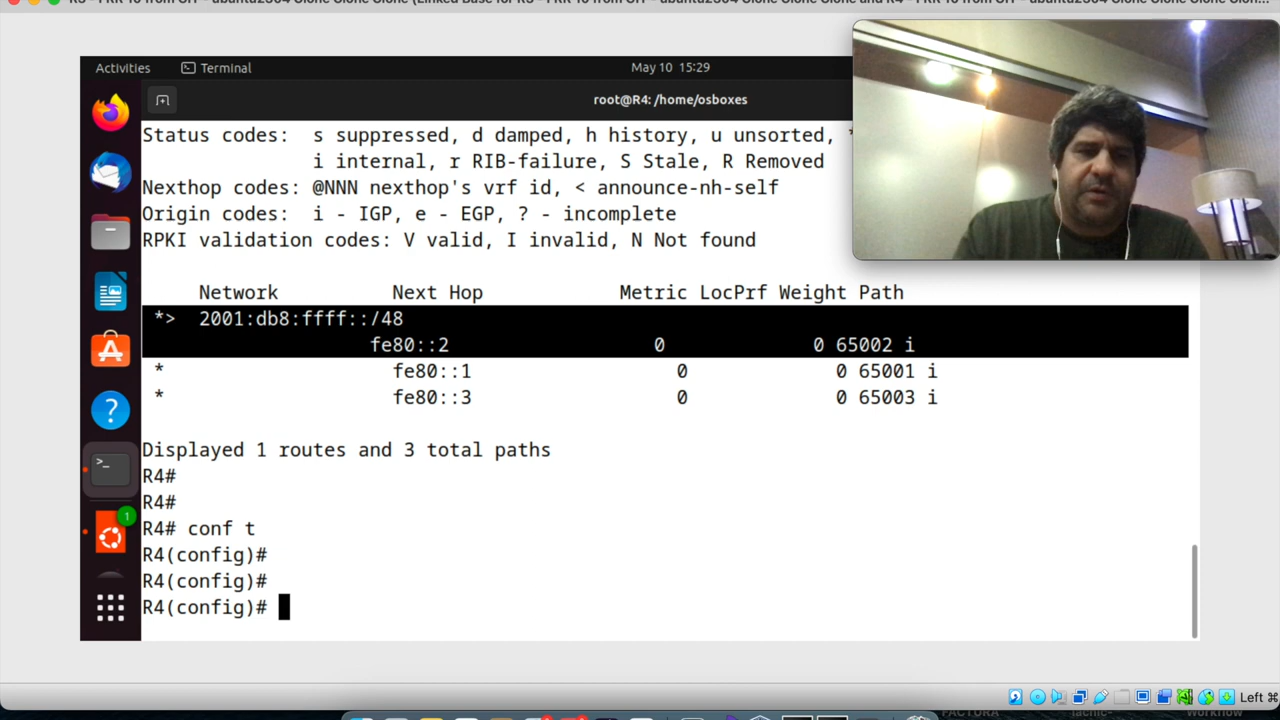 Activities
Terminal
May 10 15:29
root@R4: /home/osboxes
Status codes:  s suppressed, d damped, h history, u unsorted, *
i internal, r RIB-failure, S Stale, R Removed
Nexthop codes: @NNN nexthop's vrf id, < announce-nh-self
Origin codes:  i - IGP, e - EGP, ? - incomplete
RPKI validation codes: V valid, I invalid, N Not found
Network          Next Hop            Metric LocPrf Weight Path
*>  2001:db8:ffff::/48
fe80::2                  0             0 65002 i
*                    fe80::1                  0             0 65001 i
*                    fe80::3                  0             0 65003 i
Displayed 1 routes and 3 total paths
R4#
R4#
R4# conf t
R4(config)#
R4(config)#
R4(config)#
1
Left ⌘
FACTURA
Workflow